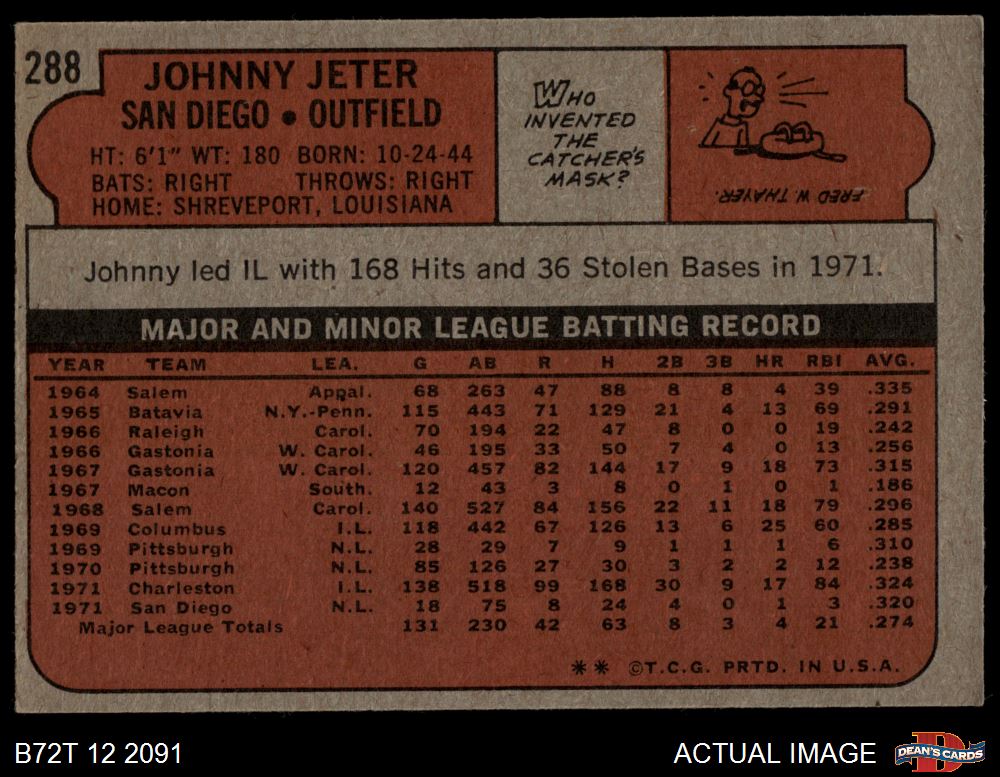 288
JOHNNY JETER
SAN DIEGO • OUTFIELD
HT: 6'1" WT: 180 BORN: 10-24-44
BATS: RIGHT THROWS: RIGHT
HOME: SHREVEPORT, LOUISIANA
WHO
INVENTED
THE
CATCHER'S
MASK?
FRED W. THAYER.
Johnny led IL with 168 Hits and 36 Stolen Bases in 1971.
MAJOR AND MINOR LEAGUE BATTING RECORD
YEAR TEAM LEA. G AB R H 2B 3B HR RBI AVG.
1964 Salem Appal. 68 263 47 88 8 8 4 39 .335
1965 Batavia N.Y.-Penn. 115 443 71 129 21 4 13 69 .291
1966 Raleigh Carol. 70 194 22 47 8 0 0 19 .242
1966 Gastonia W. Carol. 46 195 33 50 7 4 0 13 .256
1967 Gastonia W. Carol. 120 457 82 144 17 9 18 73 .315
1967 Macon South. 12 43 3 8 0 1 0 1 .186
1968 Salem Carol. 140 527 84 156 22 11 18 79 .296
1969 Columbus I.L. 118 442 67 126 13 6 25 60 .285
1969 Pittsburgh N.L. 28 29 7 9 1 1 1 6 .310
1970 Pittsburgh N.L. 85 126 27 30 3 2 2 12 .238
1971 Charleston I.L. 138 518 99 168 30 9 17 84 .324
1971 San Diego N.L. 18 75 8 24 4 0 1 3 .320
Major League Totals 131 230 42 63 8 3 4 21 .274
** ©T.C.G. PRTD. IN U.S.A.
B72T 12 2091
ACTUAL IMAGE
DEAN'S CARDS